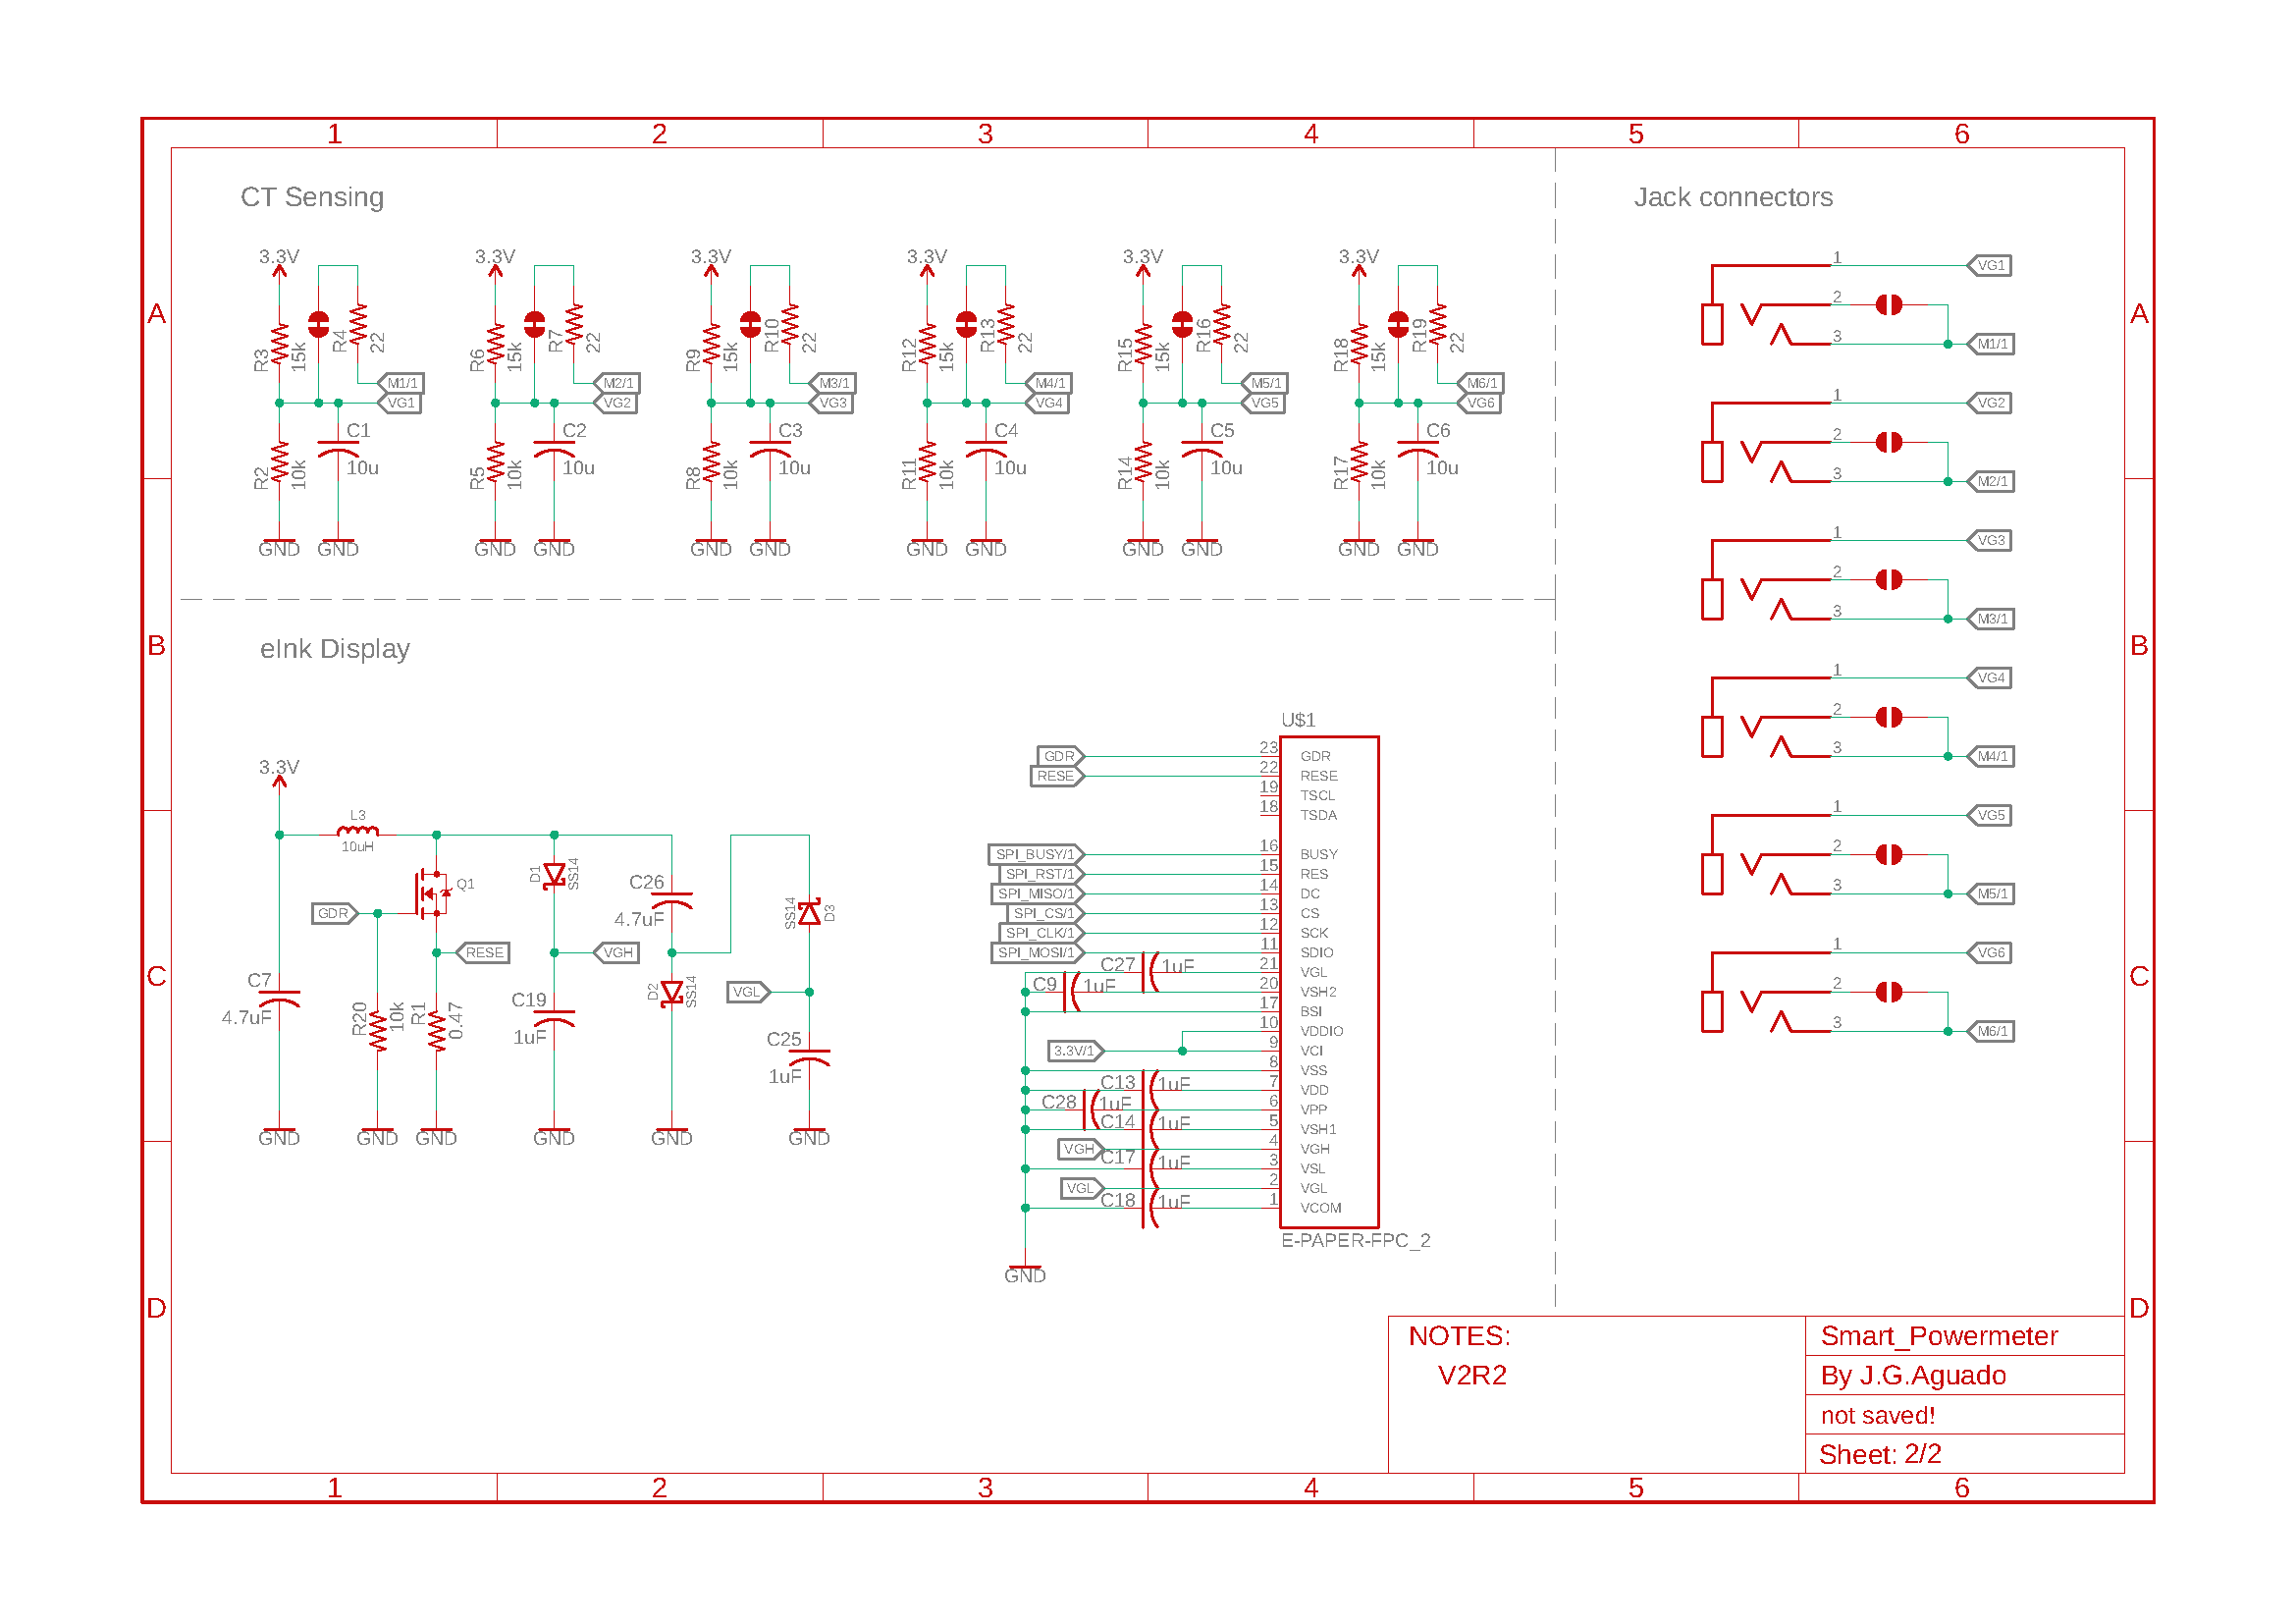 1 2 3 4 5 6
A
A
B
B
C
C
D
D
CT Sensing
3.3V 3.3V 3.3V 3.3V 3.3V 3.3V
R3 15k R4 22 M1/1 VG1 R2 10k C1 10u GND GND
R6 15k R7 22 M2/1 VG2 R5 10k C2 10u GND GND
R9 15k R10 22 M3/1 VG3 R8 10k C3 10u GND GND
R12 15k R13 22 M4/1 VG4 R11 10k C4 10u GND GND
R15 15k R16 22 M5/1 VG5 R14 10k C5 10u GND GND
R18 15k R19 22 M6/1 VG6 R17 10k C6 10u GND GND
Jack connectors
1 VG1
2
3 M1/1
1 VG2
2
3 M2/1
1 VG3
2
3 M3/1
1 VG4
2
3 M4/1
1 VG5
2
3 M5/1
1 VG6
2
3 M6/1
eInk Display
3.3V
L3
10uH
Q1
GDR
RESE
D1 SS14
VGH
C26
4.7uF
SS14 D3
D2 SS14
VGL
C7
4.7uF
R20 10k
R1 0.47
C19
1uF
C25
1uF
GND GND GND GND GND GND
U$1
GDR 23 GDR
RESE 22 RESE
19 TSCL
18 TSDA
SPI_BUSY/1 16 BUSY
SPI_RST/1 15 RES
SPI_MISO/1 14 DC
SPI_CS/1 13 CS
SPI_CLK/1 12 SCK
SPI_MOSI/1 11 SDIO
C27 1uF 21 VGL
C9 1uF 20 VSH2
17 BSI
10 VDDIO
3.3V/1 9 VCI
8 VSS
C13 1uF 7 VDD
C28 1uF 6 VPP
C14 1uF 5 VSH1
VGH 4 VGH
C17 1uF 3 VSL
VGL 2 VGL
C18 1uF 1 VCOM
E-PAPER-FPC_2
GND
NOTES:
V2R2
Smart_Powermeter
By J.G.Aguado
not saved!
Sheet: 2/2
1 2 3 4 5 6